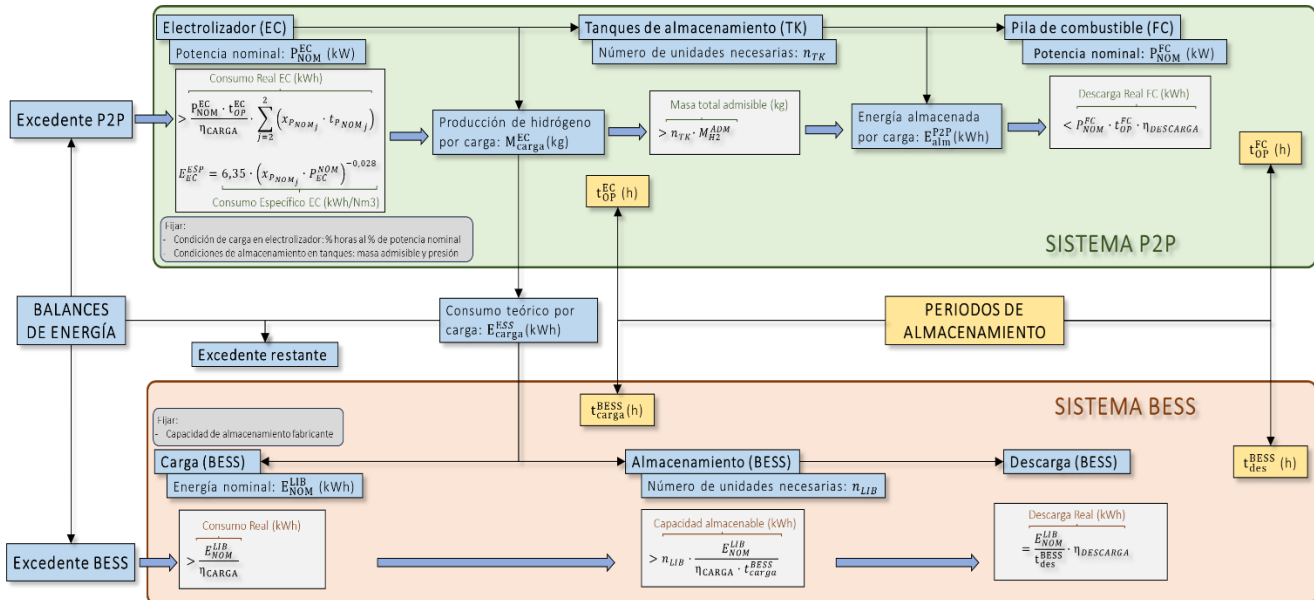 Electrolizador (EC)
Potencia nominal: P_NOM^EC (kW)
Tanques de almacenamiento (TK)
Número de unidades necesarias: n_TK
Pila de combustible (FC)
Potencia nominal: P_NOM^FC (kW)
Excedente P2P
Consumo Real EC (kWh)
> P_NOM^EC · t_OP^EC / η_CARGA · ∑_{j=2}^{2} (x_{P_NOM_j} · t_{P_NOM_j})
E_EC^ESP = 6,35 · (x_{P_NOM_j} · P_EC^NOM)^{-0,028}
Consumo Específico EC (kWh/Nm3)
Producción de hidrógeno
por carga: M_carga^EC (kg)
Masa total admisible (kg)
> n_TK · M_H2^ADM
Energía almacenada
por carga: E_alm^P2P (kWh)
Descarga Real FC (kWh)
< P_NOM^FC · t_OP^FC · η_DESCARGA
t_OP^EC (h)
t_OP^FC (h)
Fijar:
- Condición de carga en electrolizador: % horas al % de potencia nominal
- Condiciones de almacenamiento en tanques: masa admisible y presión
SISTEMA P2P
BALANCES
DE ENERGÍA
Excedente restante
Consumo teórico por
carga: E_carga^ESS (kWh)
PERIODOS DE
ALMACENAMIENTO
SISTEMA BESS
t_carga^BESS (h)
t_des^BESS (h)
Fijar:
- Capacidad de almacenamiento fabricante
Carga (BESS)
Energía nominal: E_NOM^LIB (kWh)
Almacenamiento (BESS)
Número de unidades necesarias: n_LIB
Descarga (BESS)
Excedente BESS
Consumo Real (kWh)
> E_NOM^LIB / η_CARGA
Capacidad almacenable (kWh)
> n_LIB · E_NOM^LIB / (η_CARGA · t_carga^BESS)
Descarga Real (kWh)
= E_NOM^LIB / t_des^BESS · η_DESCARGA